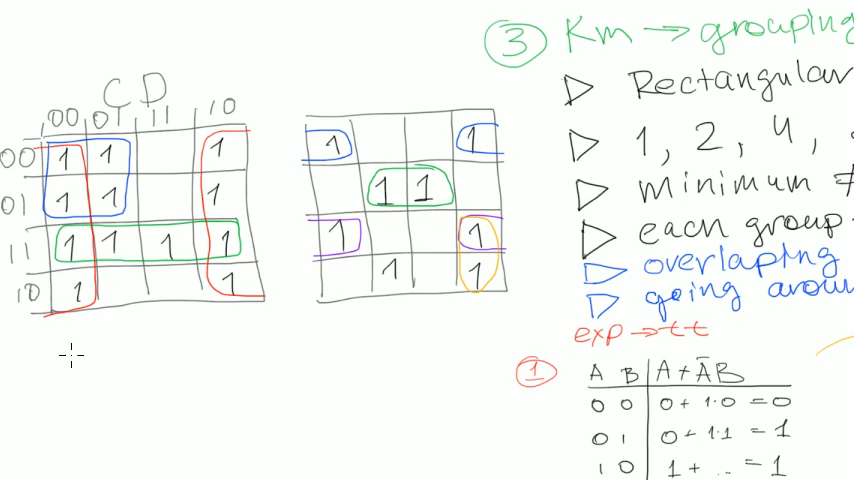 CD
00 01 11 10
00 1 1 1
01 1 1 1
11 1 1 1 1
10 1 1
1 1
1 1
1 1
1 1
③ Km → grouping
▷ Rectangular
▷ 1, 2, 4,
▷ minimum ≠
▷ each group
▷ overlaping
▷ going aroun
exp → tt
① A B A + ĀB
0 0 0 + 1·0 = 0
0 1 0 + 1·1 = 1
1 0 1 + .. = 1